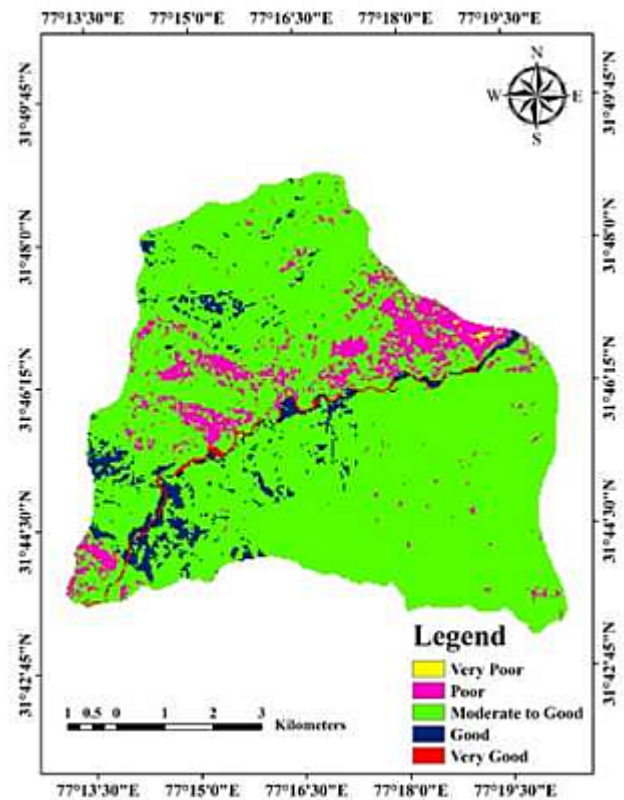 77°13'30"E 77°15'0"E 77°16'30"E 77°18'0"E 77°19'30"E
N
W E
S
31°49'45"N 31°49'45"N
31°48'0"N 31°48'0"N
31°46'15"N 31°46'15"N
31°44'30"N 31°44'30"N
31°42'45"N 31°42'45"N
Legend
Very Poor
Poor
Moderate to Good
Good
Very Good
1 0.5 0 1 2 3
Kilometers
77°13'30"E 77°15'0"E 77°16'30"E 77°18'0"E 77°19'30"E